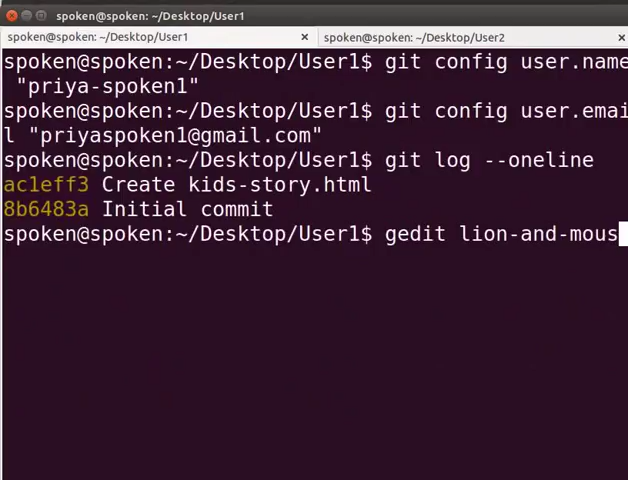 spoken@spoken: ~/Desktop/User1
spoken@spoken: ~/Desktop/User1 × spoken@spoken: ~/Desktop/User2 ×
spoken@spoken:~/Desktop/User1$ git config user.name
"priya-spoken1"
spoken@spoken:~/Desktop/User1$ git config user.emai
l "priyaspoken1@gmail.com"
spoken@spoken:~/Desktop/User1$ git log --oneline
ac1eff3 Create kids-story.html
8b6483a Initial commit
spoken@spoken:~/Desktop/User1$ gedit lion-and-mous